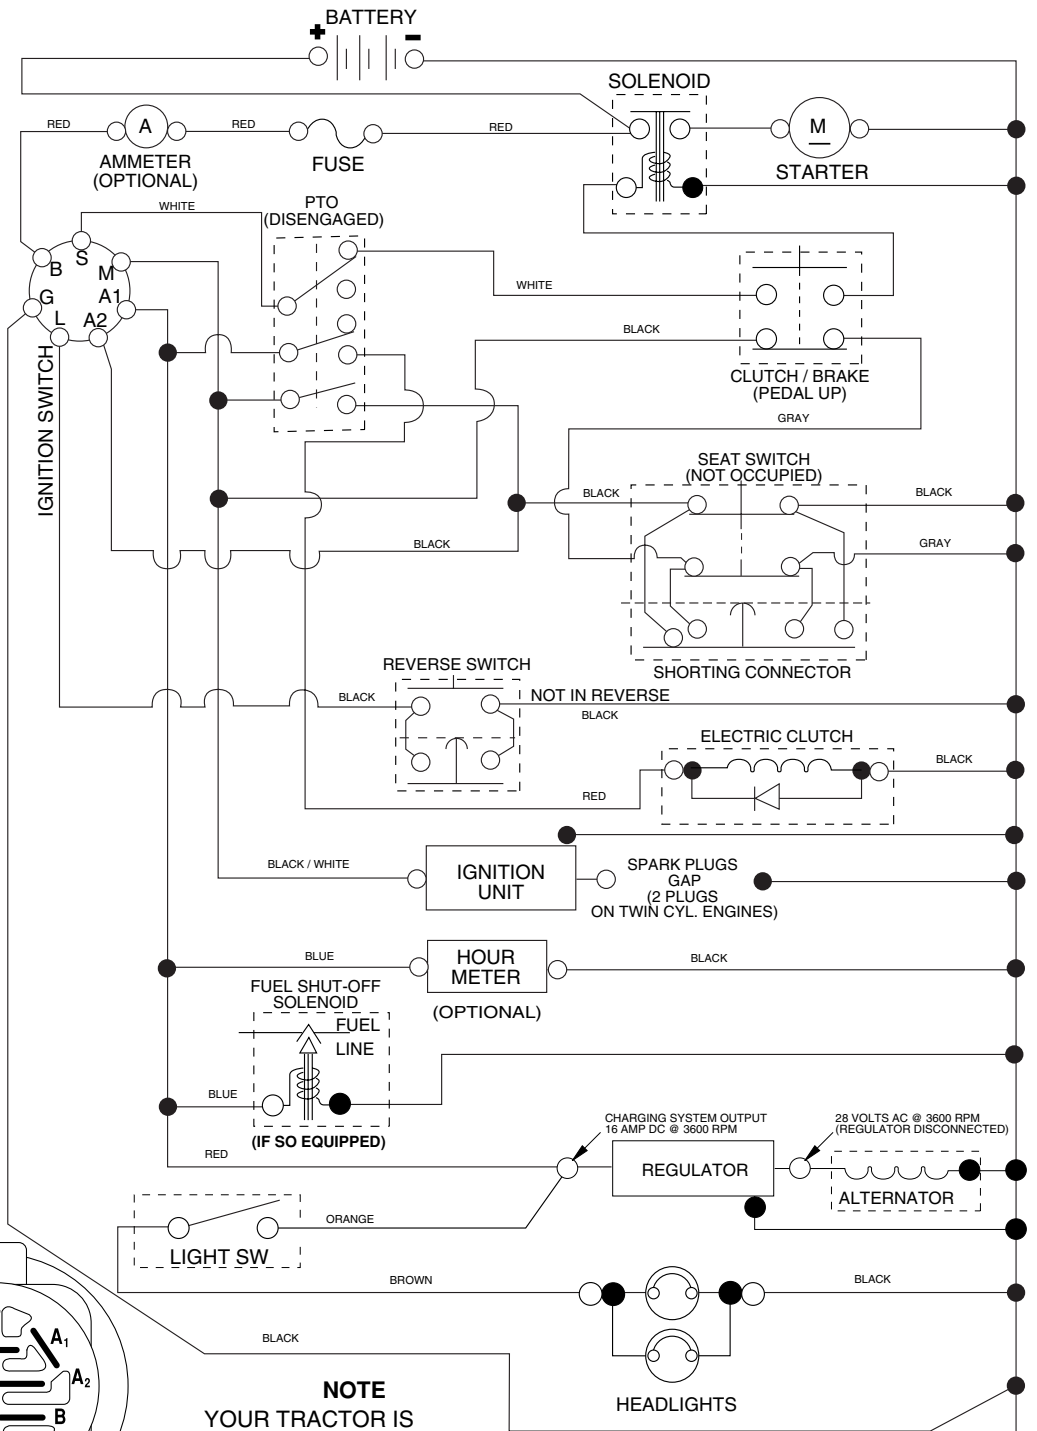 BATTERY
+ -
SOLENOID
RED
A
RED
RED
M
AMMETER
(OPTIONAL)
FUSE
STARTER
WHITE
PTO
(DISENGAGED)
S
B
M
G
A1
L
A2
IGNITION SWITCH
WHITE
BLACK
CLUTCH / BRAKE
(PEDAL UP)
GRAY
SEAT SWITCH
(NOT OCCUPIED)
BLACK
BLACK
BLACK
GRAY
SHORTING CONNECTOR
REVERSE SWITCH
BLACK
NOT IN REVERSE
BLACK
ELECTRIC CLUTCH
BLACK
RED
BLACK / WHITE
IGNITION
UNIT
SPARK PLUGS
GAP
(2 PLUGS
ON TWIN CYL. ENGINES)
BLUE
HOUR
METER
BLACK
(OPTIONAL)
FUEL SHUT-OFF
SOLENOID
FUEL
LINE
BLUE
(IF SO EQUIPPED)
RED
CHARGING SYSTEM OUTPUT
16 AMP DC @ 3600 RPM
28 VOLTS AC @ 3600 RPM
(REGULATOR DISCONNECTED)
REGULATOR
ALTERNATOR
ORANGE
LIGHT SW
BROWN
BLACK
BLACK
HEADLIGHTS
A1
A2
B
NOTE
YOUR TRACTOR IS